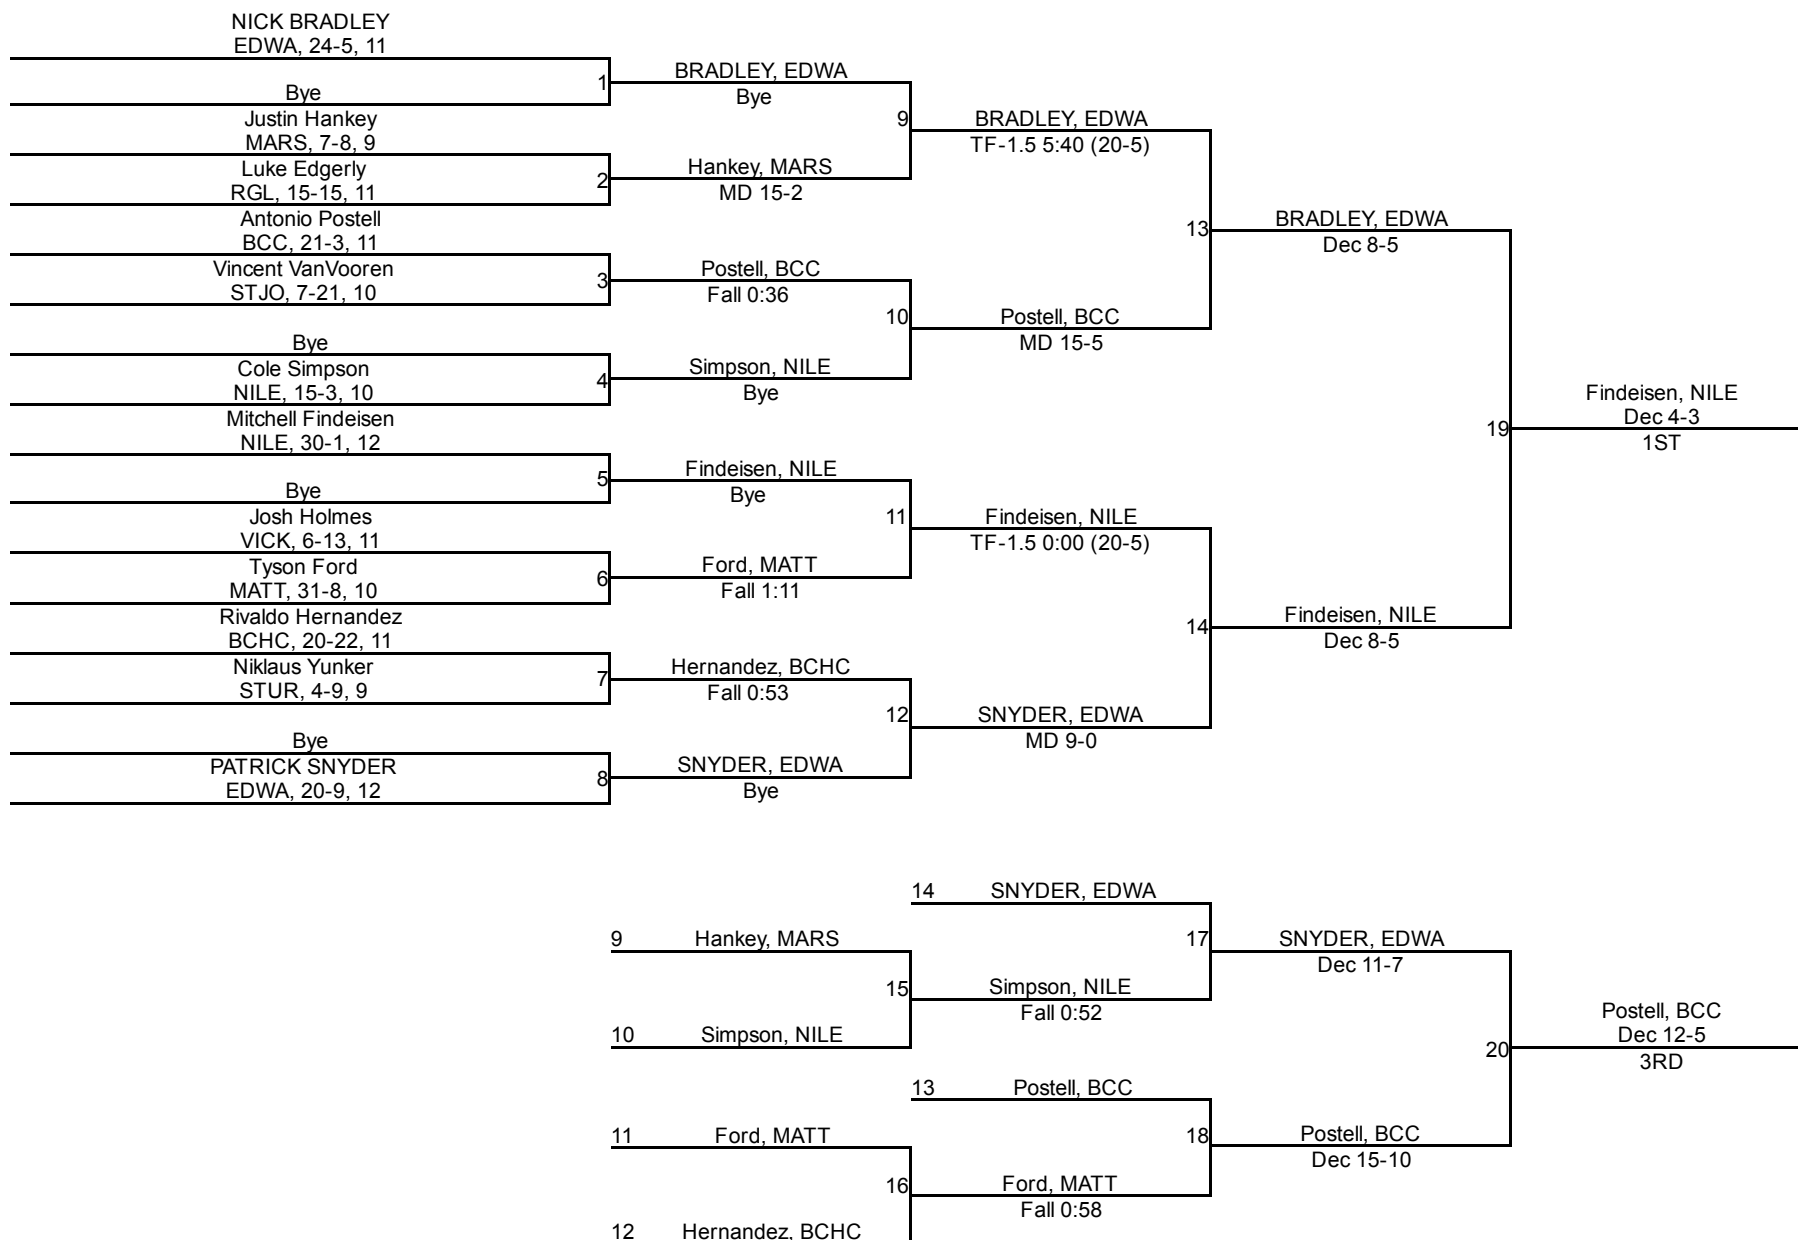 NICK BRADLEY
EDWA, 24-5, 11
Bye
Justin Hankey
MARS, 7-8, 9
Luke Edgerly
RGL, 15-15, 11
Antonio Postell
BCC, 21-3, 11
Vincent VanVooren
STJO, 7-21, 10
Bye
Cole Simpson
NILE, 15-3, 10
Mitchell Findeisen
NILE, 30-1, 12
Bye
Josh Holmes
VICK, 6-13, 11
Tyson Ford
MATT, 31-8, 10
Rivaldo Hernandez
BCHC, 20-22, 11
Niklaus Yunker
STUR, 4-9, 9
Bye
PATRICK SNYDER
EDWA, 20-9, 12
1
BRADLEY, EDWA
Bye
2
Hankey, MARS
MD 15-2
3
Postell, BCC
Fall 0:36
4
Simpson, NILE
Bye
5
Findeisen, NILE
Bye
6
Ford, MATT
Fall 1:11
7
Hernandez, BCHC
Fall 0:53
8
SNYDER, EDWA
Bye
9
BRADLEY, EDWA
TF-1.5 5:40 (20-5)
10
Postell, BCC
MD 15-5
11
Findeisen, NILE
TF-1.5 0:00 (20-5)
12
SNYDER, EDWA
MD 9-0
13
BRADLEY, EDWA
Dec 8-5
14
Findeisen, NILE
Dec 8-5
19
Findeisen, NILE
Dec 4-3
1ST
14 SNYDER, EDWA
9 Hankey, MARS
10 Simpson, NILE
15
Simpson, NILE
Fall 0:52
17
SNYDER, EDWA
Dec 11-7
13 Postell, BCC
11 Ford, MATT
12 Hernandez, BCHC
16
Ford, MATT
Fall 0:58
18
Postell, BCC
Dec 15-10
20
Postell, BCC
Dec 12-5
3RD